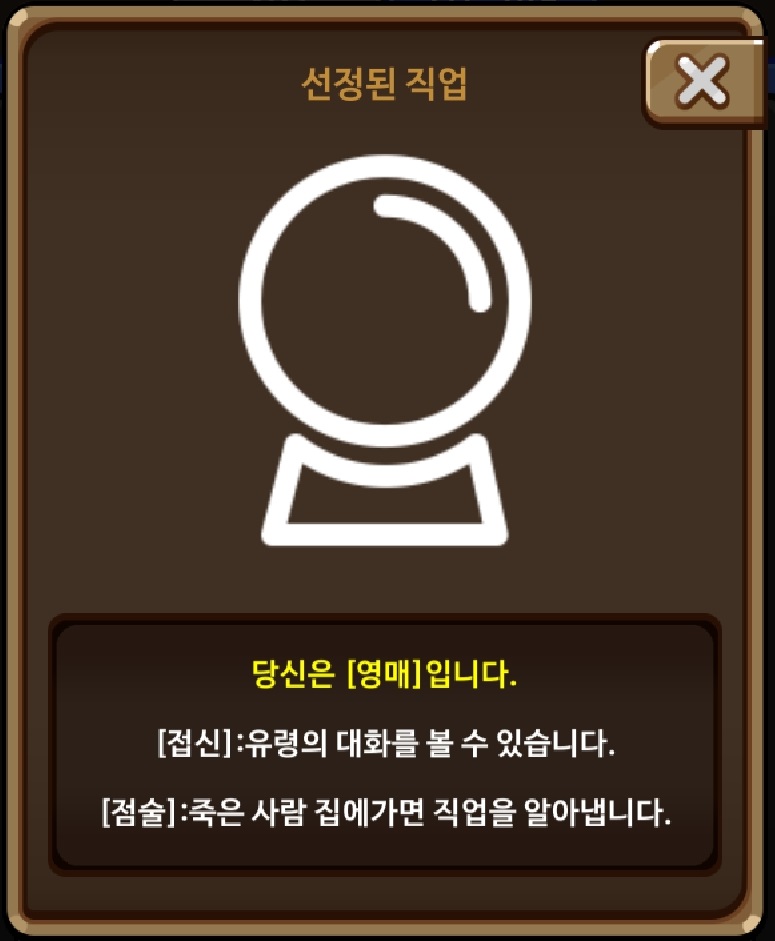 선정된 직업
당신은 [영매]입니다.
[접신]:유령의 대화를 볼 수 있습니다.
[점술]:죽은 사람 집에가면 직업을 알아냅니다.